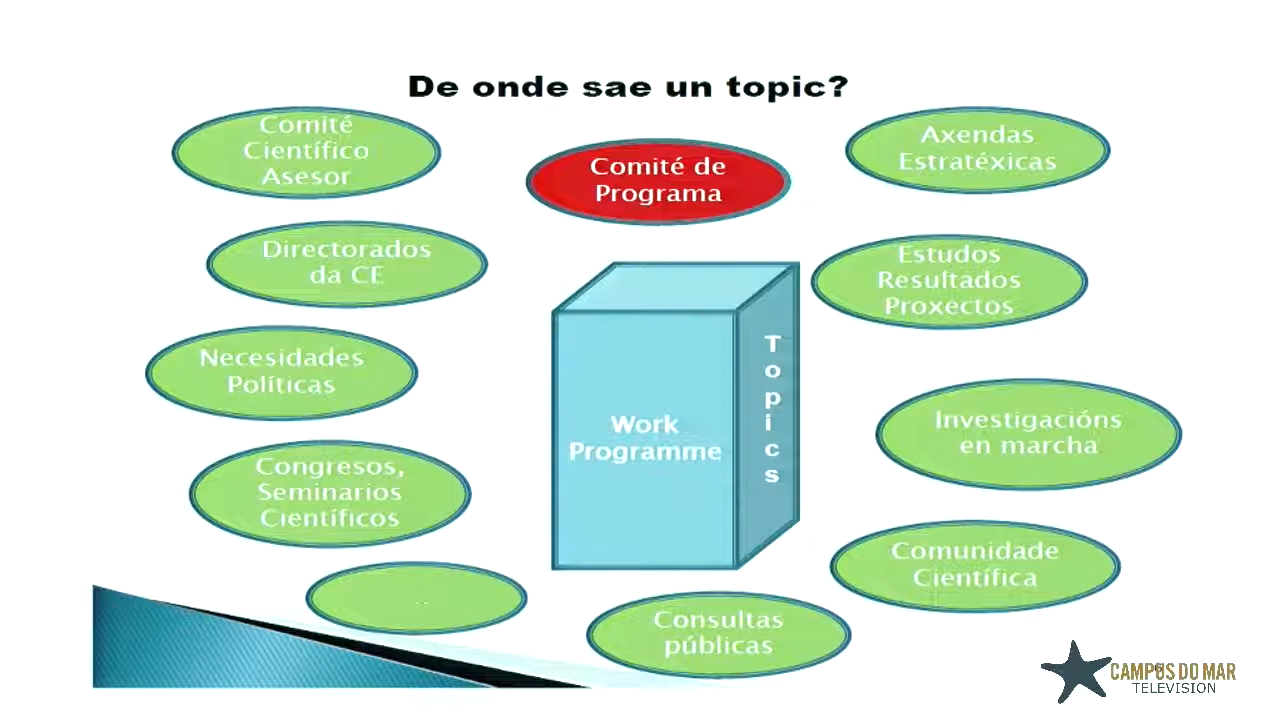 De onde sae un topic?
Comité
Científico
Asesor
Comité de
Programa
Axendas
Estratéxicas
Directorados
da CE
Estudos
Resultados
Proxectos
Necesidades
Políticas
Topics
Work
Programme
Investigacións
en marcha
Congresos,
Seminarios
Científicos
Comunidade
Científica
..
Consultas
públicas
CAMPUS DO MAR
TELEVISION